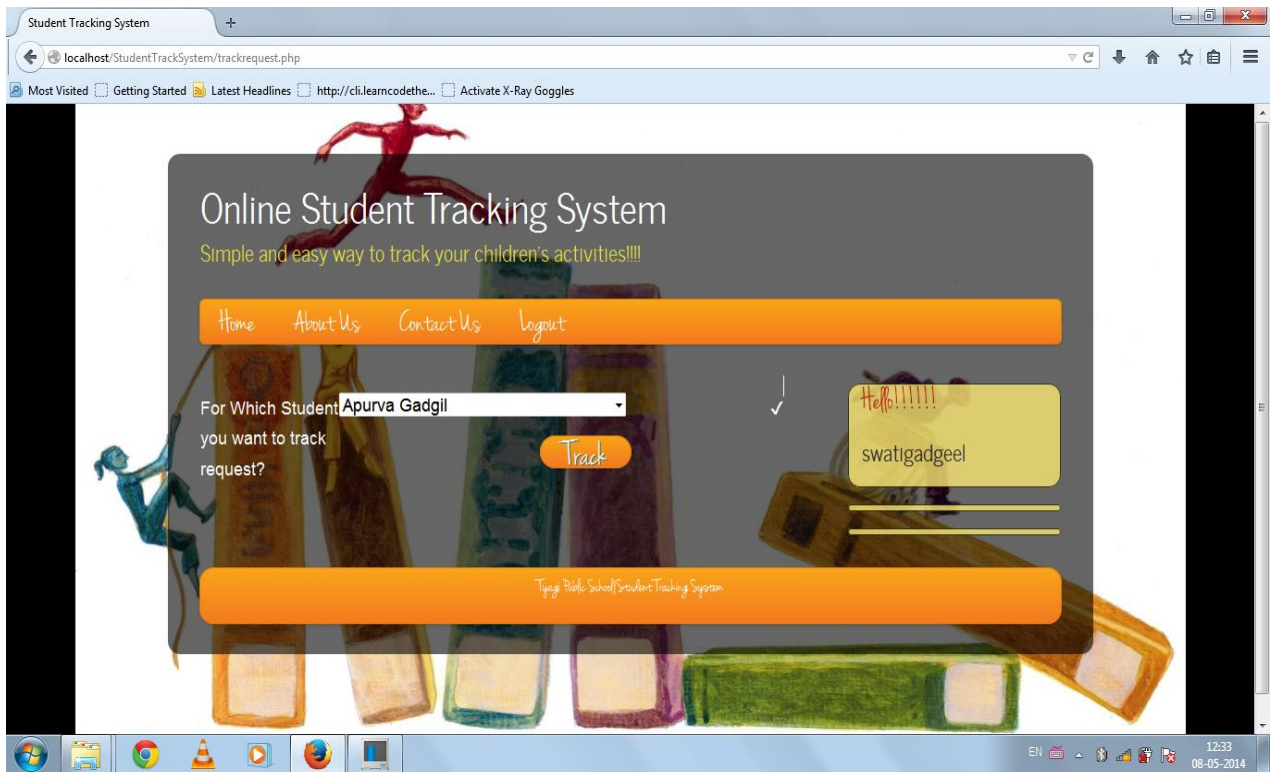 Student Tracking System
localhost/StudentTrackSystem/trackrequest.php
Most Visited Getting Started Latest Headlines http://cli.learncodethe... Activate X-Ray Goggles
Online Student Tracking System
Simple and easy way to track your children's activities!!!!
Home About Us Contact Us Logout
For Which Student Apurva Gadgil
you want to track
request?
Track
Hello!!!!!!
swatigadgeel
Tyagi Public School|Student Tracking System
EN 12:33
08-05-2014